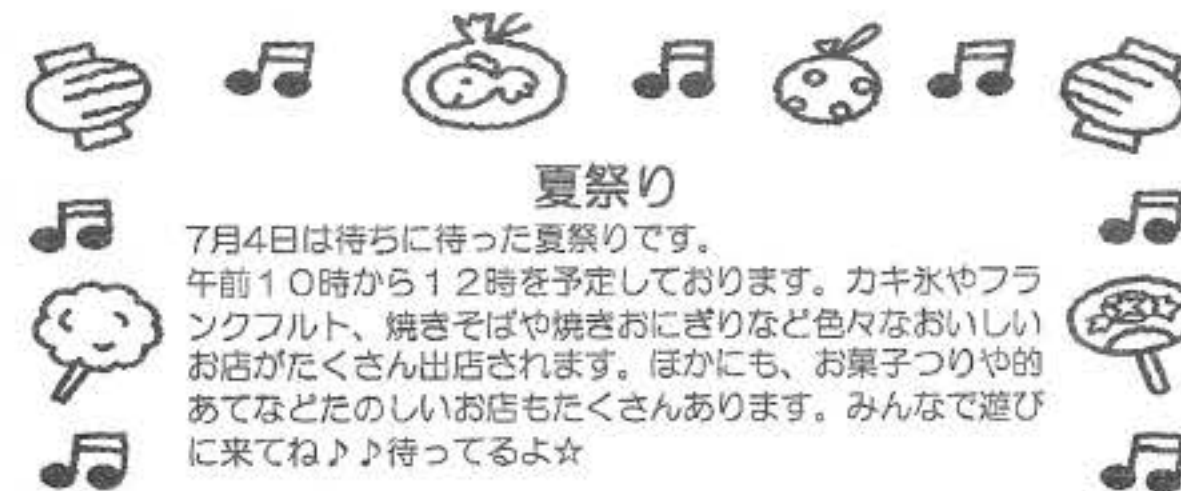 夏祭り
7月4日は待ちに待った夏祭りです。
午前１０時から１２時を予定しております。カキ氷やフラ
ンクフルト、焼きそばや焼きおにぎりなど色々なおいしい
お店がたくさん出店されます。ほかにも、お菓子つりや的
あてなどたのしいお店もたくさんあります。みんなで遊び
に来てね♪♪待ってるよ☆